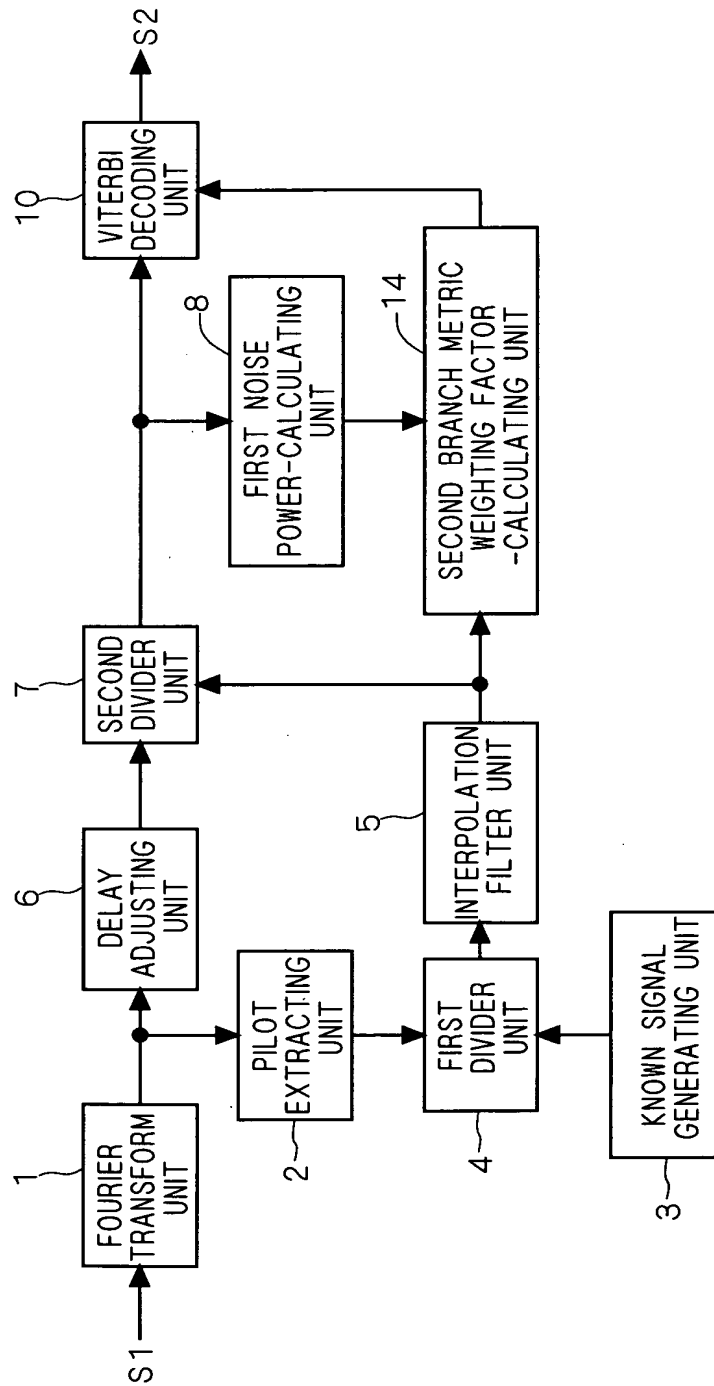 S1
1
FOURIER
TRANSFORM
UNIT
6
DELAY
ADJUSTING
UNIT
7
SECOND
DIVIDER
UNIT
10
VITERBI
DECODING
UNIT
S2
2
PILOT
EXTRACTING
UNIT
8
FIRST NOISE
POWER-CALCULATING
UNIT
4
FIRST
DIVIDER
UNIT
5
INTERPOLATION
FILTER UNIT
14
SECOND BRANCH METRIC
WEIGHTING FACTOR
-CALCULATING UNIT
3
KNOWN SIGNAL
GENERATING UNIT